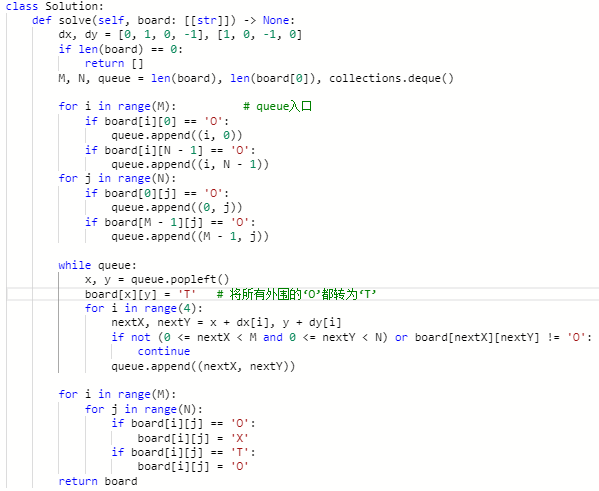 class Solution:
    def solve(self, board: [[str]]) -> None:
        dx, dy = [0, 1, 0, -1], [1, 0, -1, 0]
        if len(board) == 0:
            return []
        M, N, queue = len(board), len(board[0]), collections.deque()

        for i in range(M):          # queue入口
            if board[i][0] == 'O':
                queue.append((i, 0))
            if board[i][N - 1] == 'O':
                queue.append((i, N - 1))
        for j in range(N):
            if board[0][j] == 'O':
                queue.append((0, j))
            if board[M - 1][j] == 'O':
                queue.append((M - 1, j))

        while queue:
            x, y = queue.popleft()
            board[x][y] = 'T'   # 将所有外围的‘O’都转为‘T’
            for i in range(4):
                nextX, nextY = x + dx[i], y + dy[i]
                if not (0 <= nextX < M and 0 <= nextY < N) or board[nextX][nextY] != 'O':
                    continue
                queue.append((nextX, nextY))

        for i in range(M):
            for j in range(N):
                if board[i][j] == 'O':
                    board[i][j] = 'X'
                if board[i][j] == 'T':
                    board[i][j] = 'O'
        return board